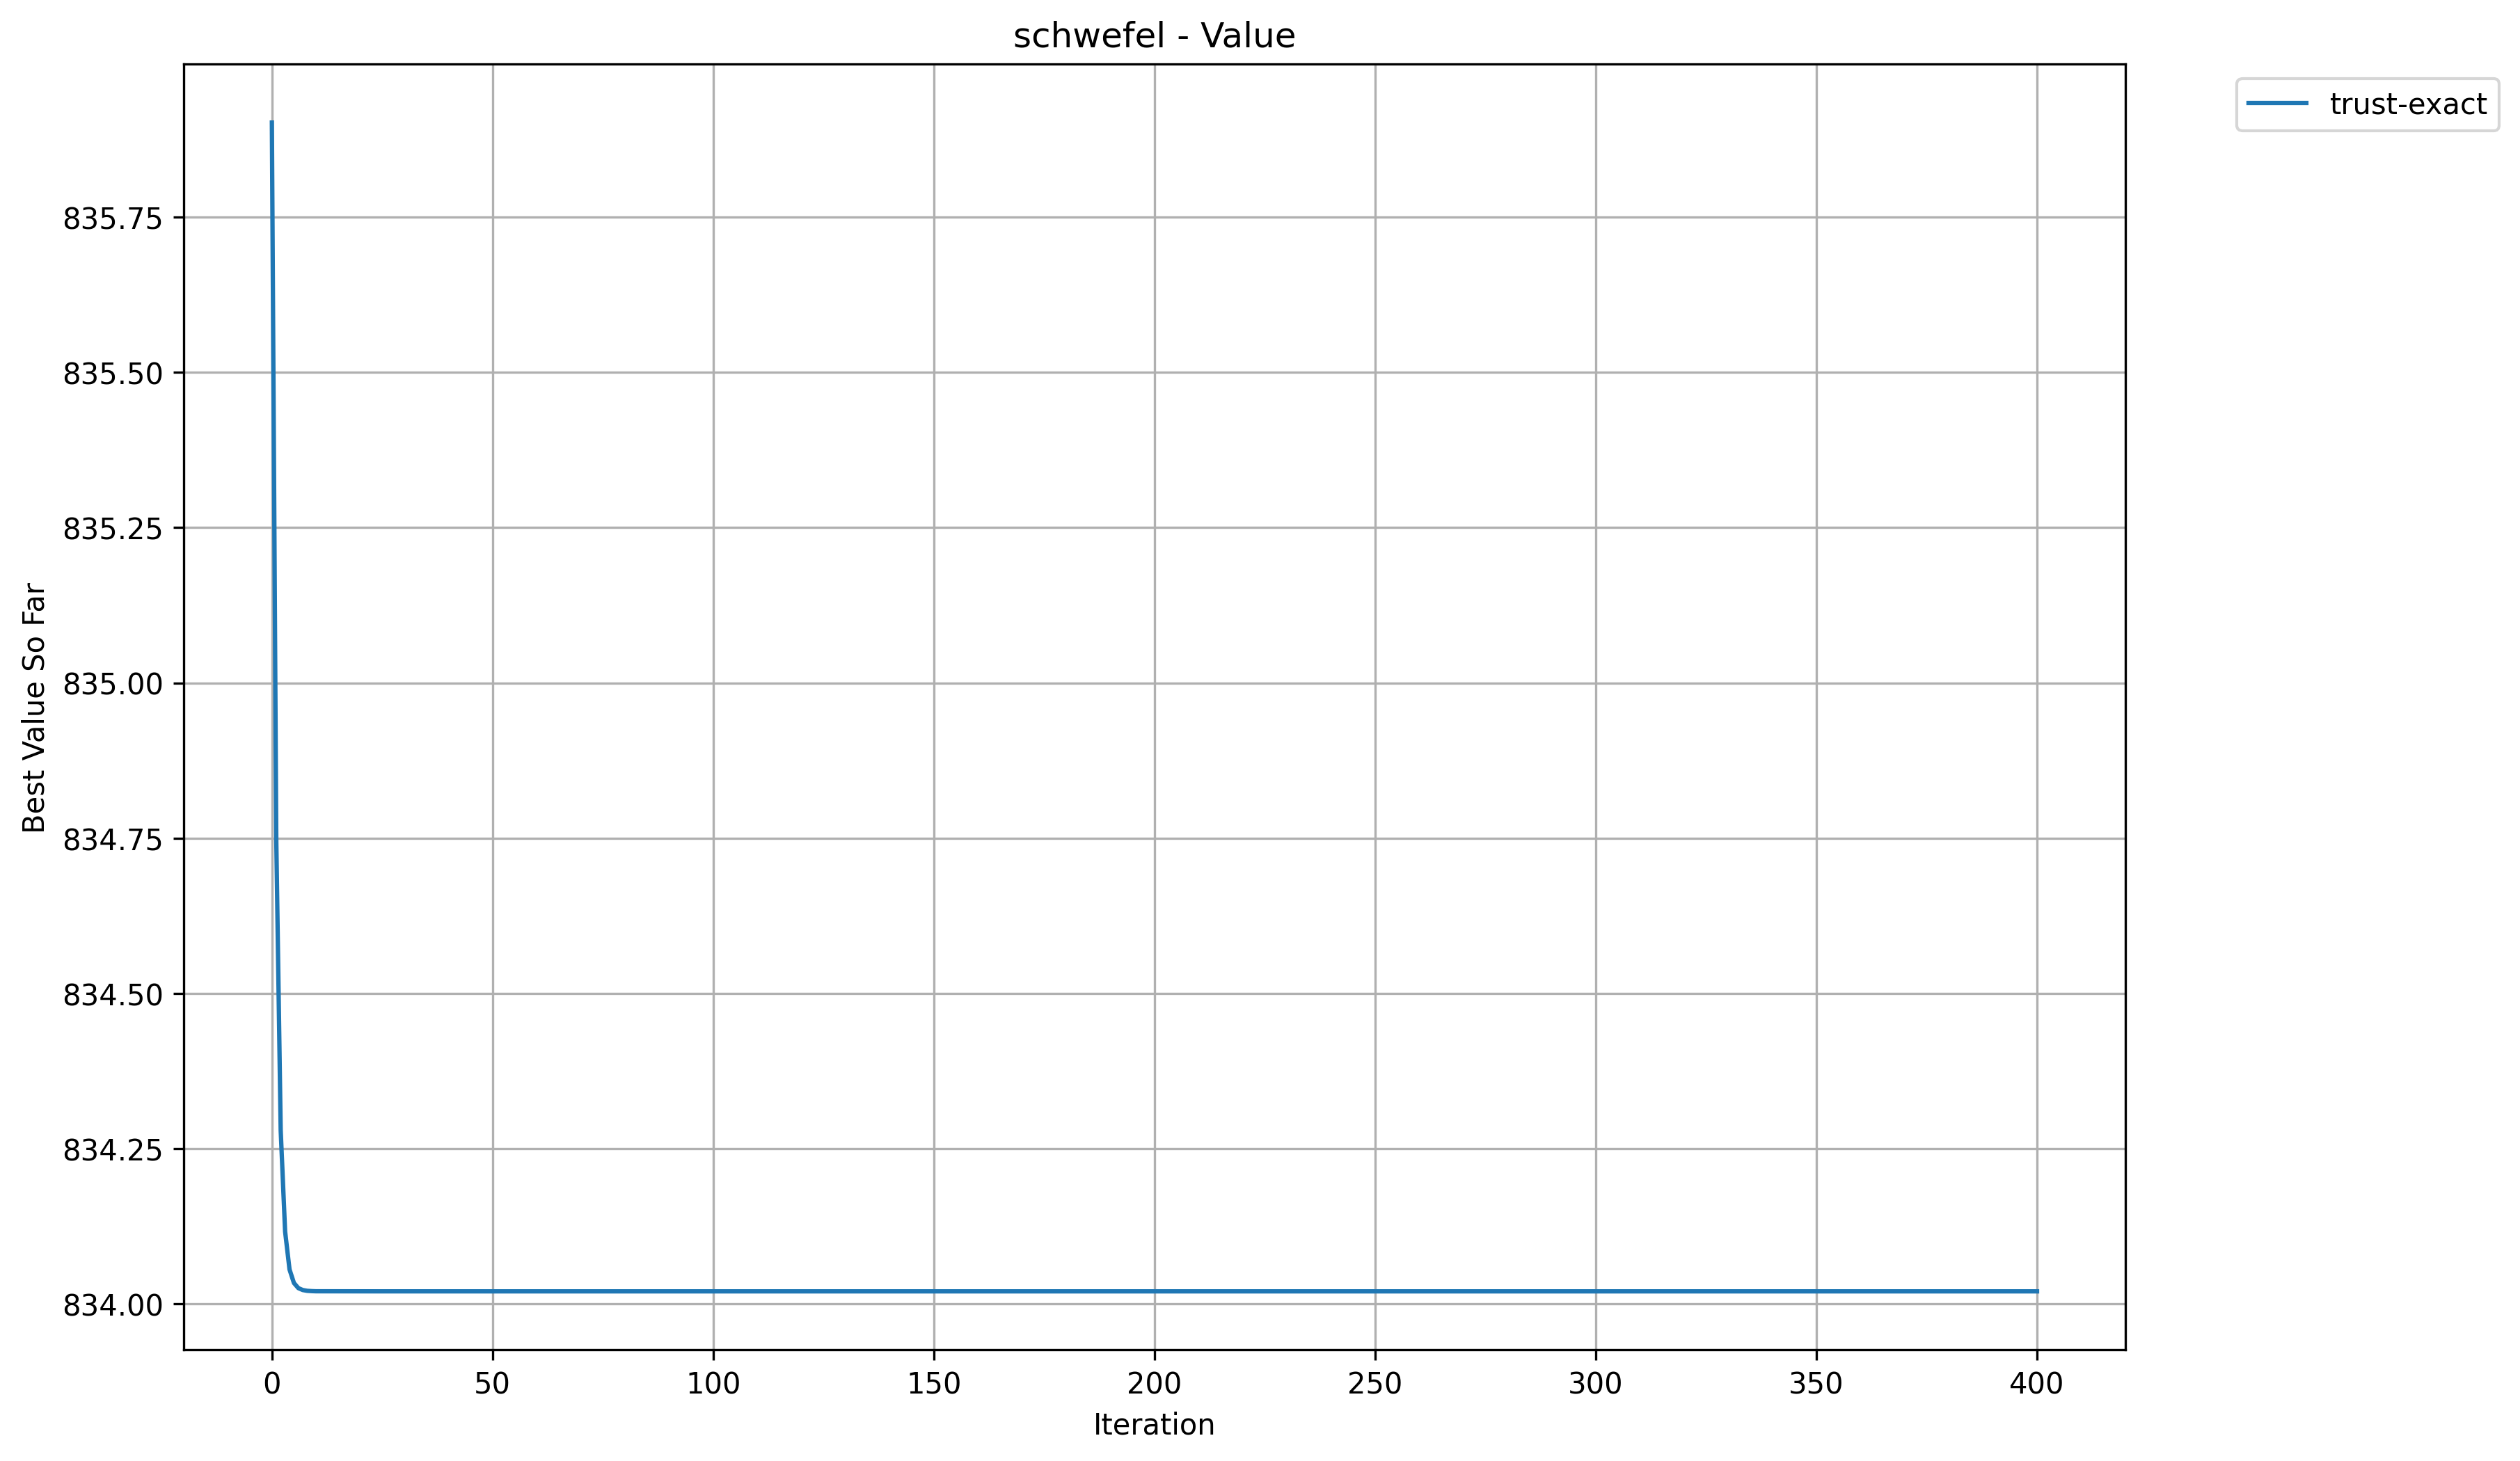 schwefel - Value
trust-exact
Best Value So Far
835.75
835.50
835.25
835.00
834.75
834.50
834.25
834.00
0 50 100 150 200 250 300 350 400
Iteration